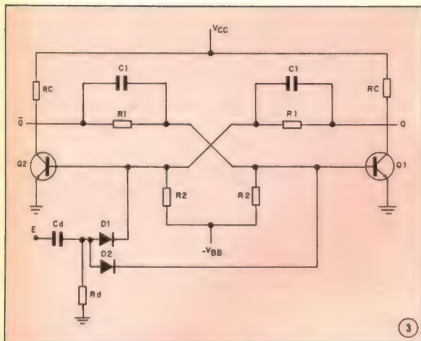 VCC
C1 C1
RC R1 R1 RC
Q̅ Q
Q2 Q1
R2 R2
E Cd D1
-VBB
D2
Rd
3